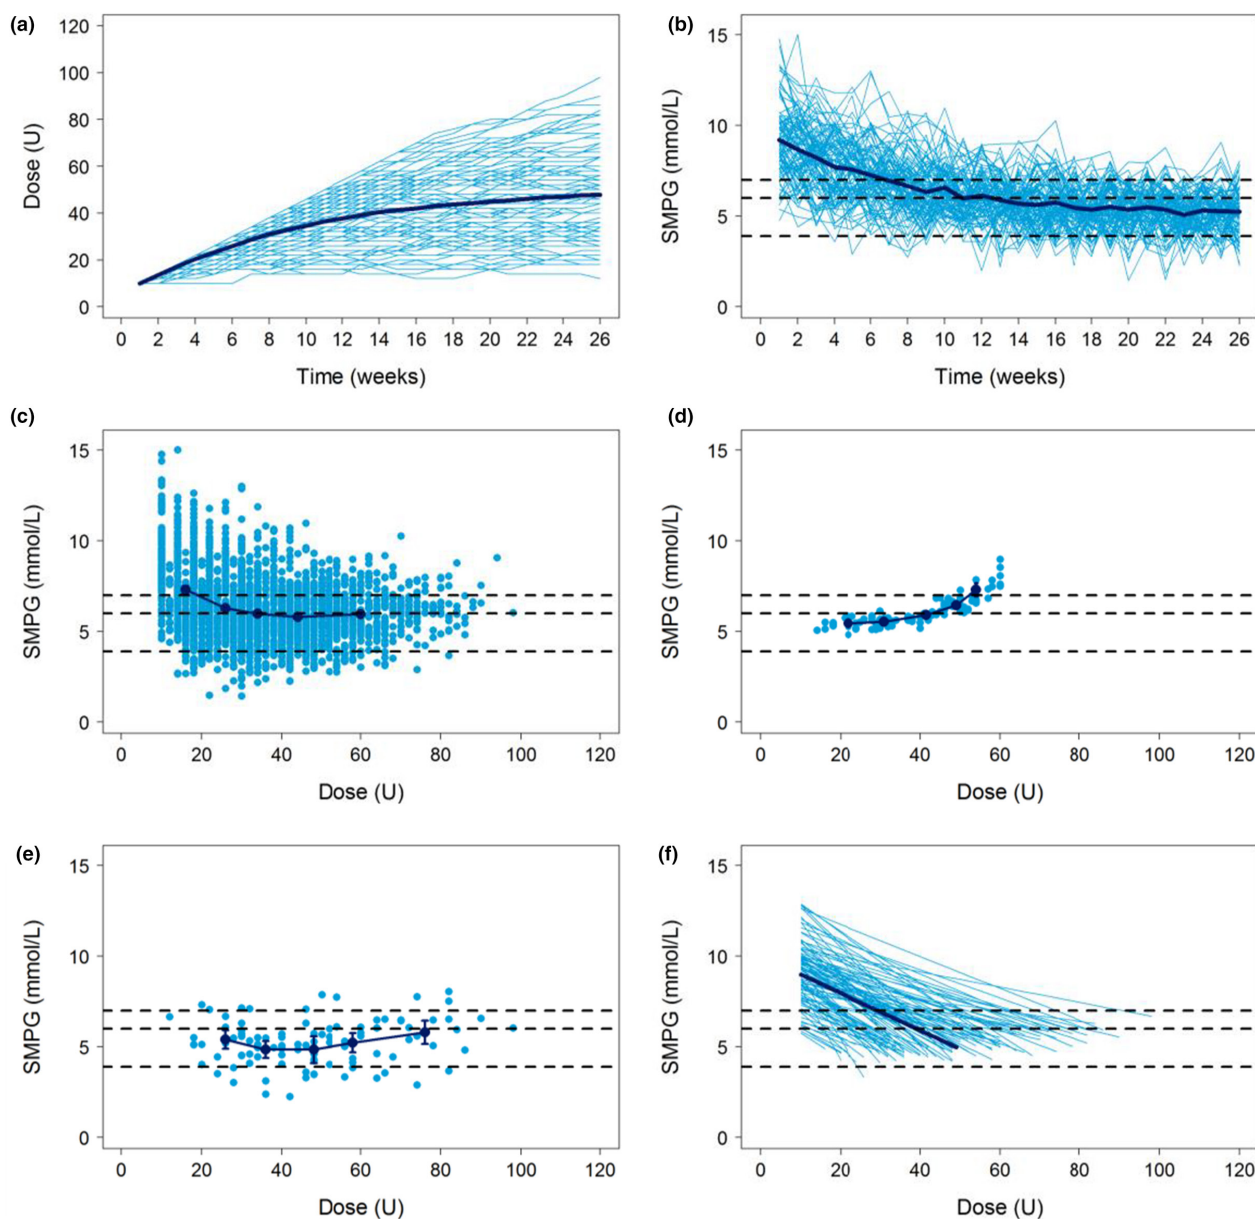 (a)
120
100
80
60
40
20
0
Dose (U)
0 2 4 6 8 10 12 14 16 18 20 22 24 26
Time (weeks)
(b)
15
10
5
0
SMPG (mmol/L)
0 2 4 6 8 10 12 14 16 18 20 22 24 26
Time (weeks)
(c)
15
10
5
0
SMPG (mmol/L)
0 20 40 60 80 100 120
Dose (U)
(d)
15
10
5
0
SMPG (mmol/L)
0 20 40 60 80 100 120
Dose (U)
(e)
15
10
5
0
SMPG (mmol/L)
0 20 40 60 80 100 120
Dose (U)
(f)
15
10
5
0
SMPG (mmol/L)
0 20 40 60 80 100 120
Dose (U)